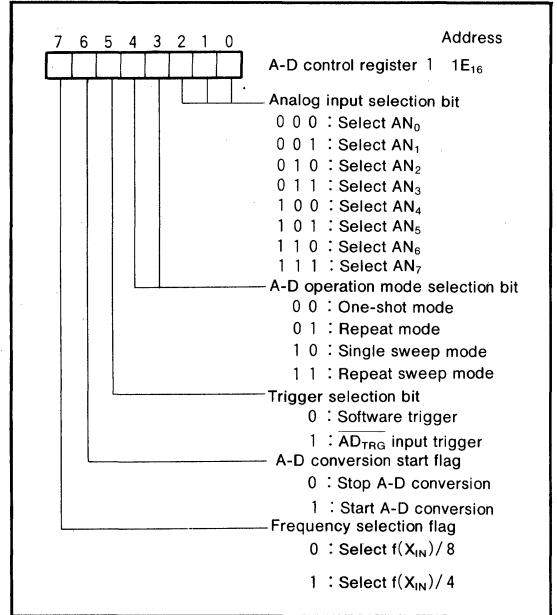 Address
7 6 5 4 3 2 1 0
A-D control register 1 1E₁₆
Analog input selection bit
0 0 0 : Select AN₀
0 0 1 : Select AN₁
0 1 0 : Select AN₂
0 1 1 : Select AN₃
1 0 0 : Select AN₄
1 0 1 : Select AN₅
1 1 0 : Select AN₆
1 1 1 : Select AN₇
A-D operation mode selection bit
0 0 : One-shot mode
0 1 : Repeat mode
1 0 : Single sweep mode
1 1 : Repeat sweep mode
Trigger selection bit
0 : Software trigger
1 : A̅D̅T̅R̅G̅ input trigger
A-D conversion start flag
0 : Stop A-D conversion
1 : Start A-D conversion
Frequency selection flag
0 : Select f(XIN)/8
1 : Select f(XIN)/4